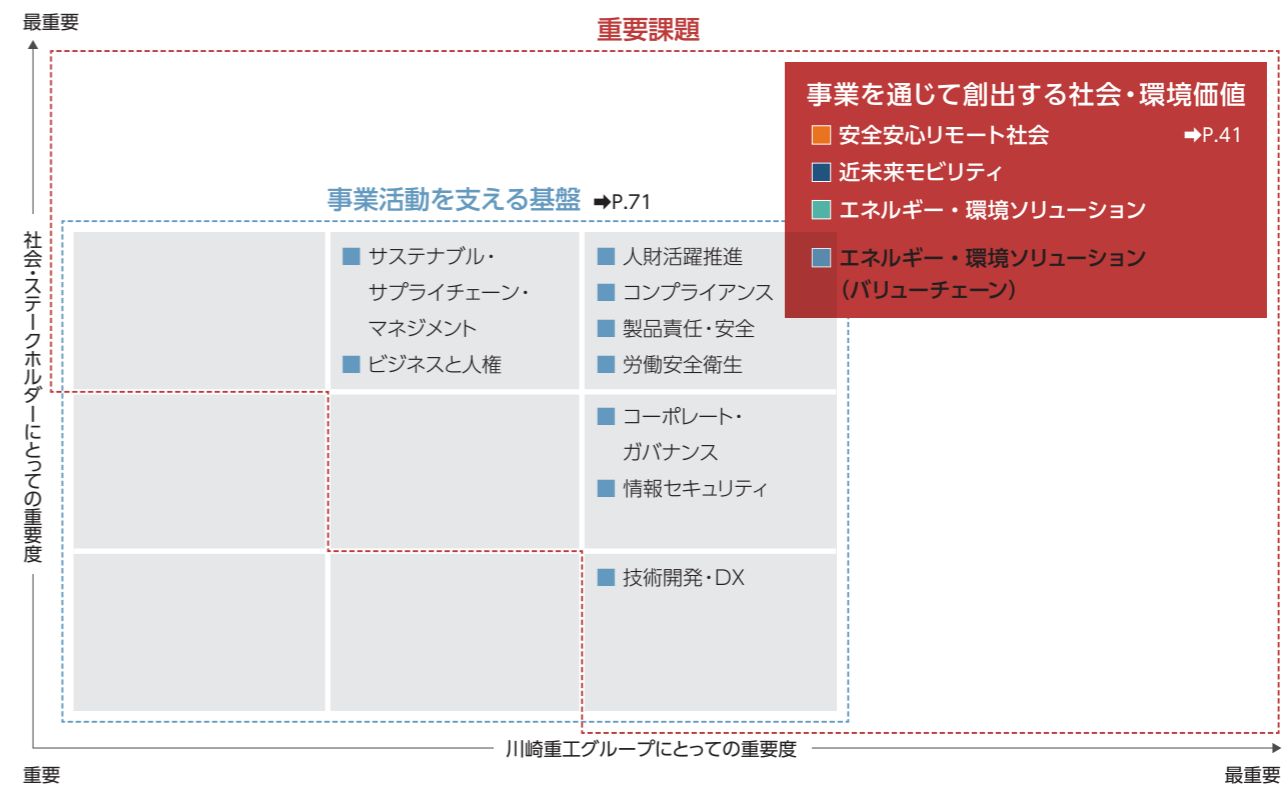 最重要
重要課題
事業を通じて創出する社会・環境価値
安全安心リモート社会 ➡P.41
近未来モビリティ
エネルギー・環境ソリューション
エネルギー・環境ソリューション
（バリューチェーン）
事業活動を支える基盤 ➡P.71
サステナブル・
サプライチェーン・
マネジメント
ビジネスと人権
人財活躍推進
コンプライアンス
製品責任・安全
労働安全衛生
コーポレート・
ガバナンス
情報セキュリティ
技術開発・DX
社会・ステークホルダーにとっての重要度
川崎重工グループにとっての重要度
重要
最重要